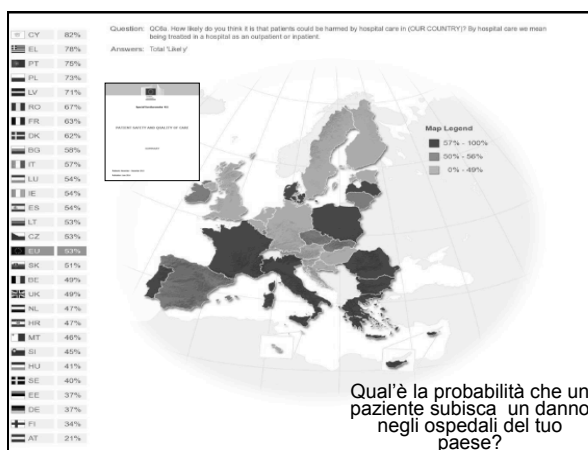 Question: QC6a. How likely do you think it is that patients could be harmed by hospital care in (OUR COUNTRY)? By hospital care we mean
being treated in a hospital as an outpatient or inpatient.
Answers: Total 'Likely'
CY 82%
EL 78%
PT 75%
PL 73%
LV 71%
RO 67%
FR 63%
DK 62%
BG 58%
IT 57%
LU 54%
IE 54%
ES 54%
LT 53%
CZ 53%
EU 53%
SK 51%
BE 49%
UK 49%
NL 47%
HR 47%
MT 46%
SI 45%
HU 41%
SE 40%
EE 37%
DE 37%
FI 34%
AT 21%
PATIENT SAFETY AND QUALITY OF CARE
Map Legend
57% - 100%
50% - 56%
0% - 49%
Qual'è la probabilità che un
paziente subisca un danno
negli ospedali del tuo
paese?